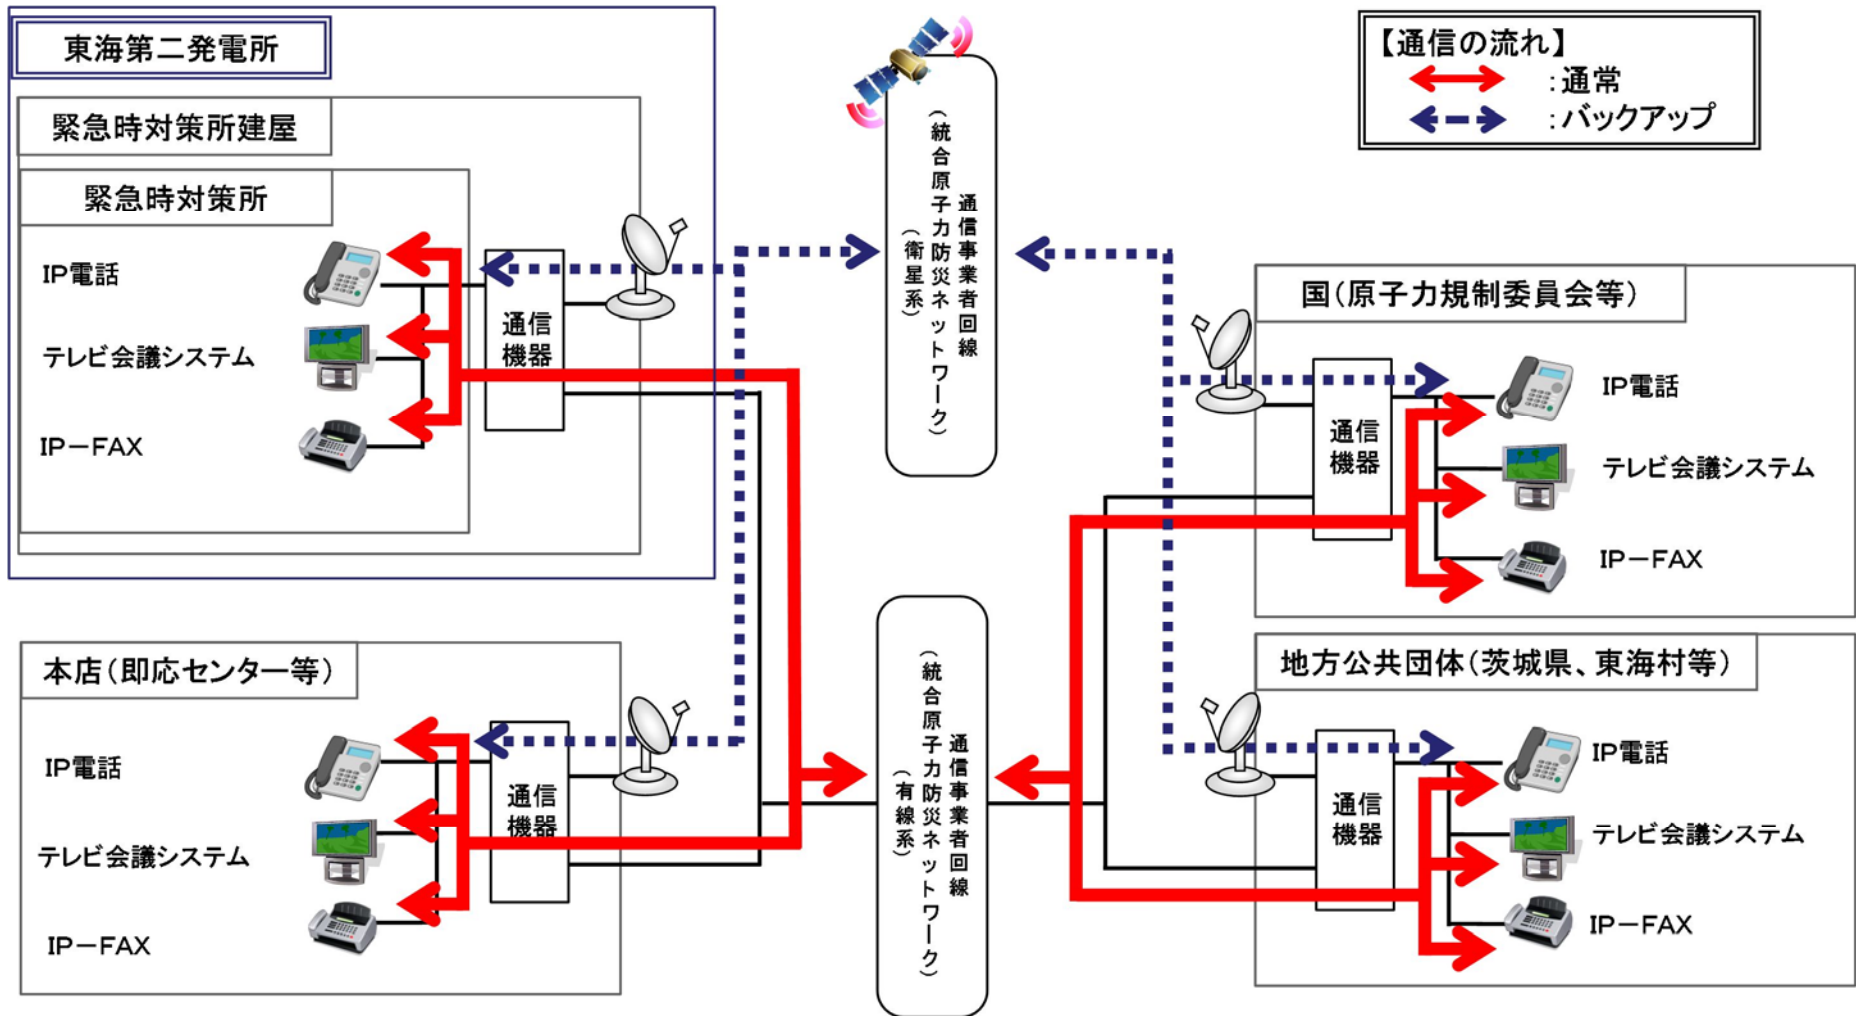 東海第二発電所
緊急時対策所建屋
緊急時対策所
IP電話
テレビ会議システム
IP－FAX
通信
機器
本店（即応センター等）
IP電話
テレビ会議システム
IP－FAX
通信
機器
通信事業者回線
（統合原子力防災ネットワーク）
（衛星系）
通信事業者回線
（統合原子力防災ネットワーク）
（有線系）
【通信の流れ】
：通常
：バックアップ
国（原子力規制委員会等）
通信
機器
IP電話
テレビ会議システム
IP－FAX
地方公共団体（茨城県、東海村等）
通信
機器
IP電話
テレビ会議システム
IP－FAX